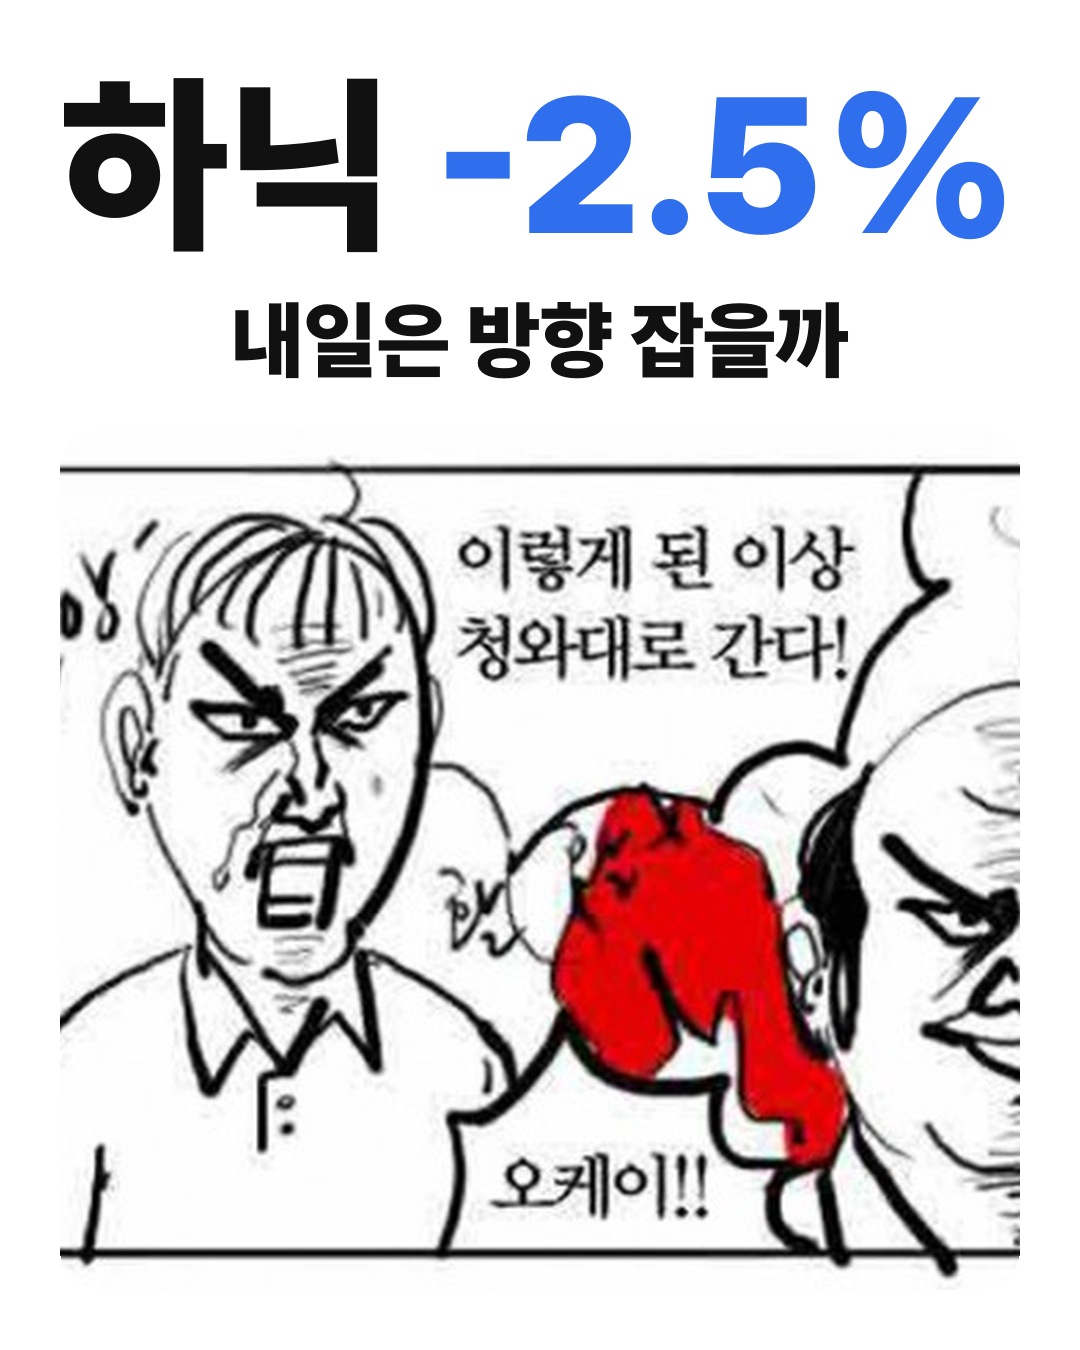 하닉 -2.5%
내일은 방향 잡을까
이렇게 된 이상
청와대로 간다!
오케이!!